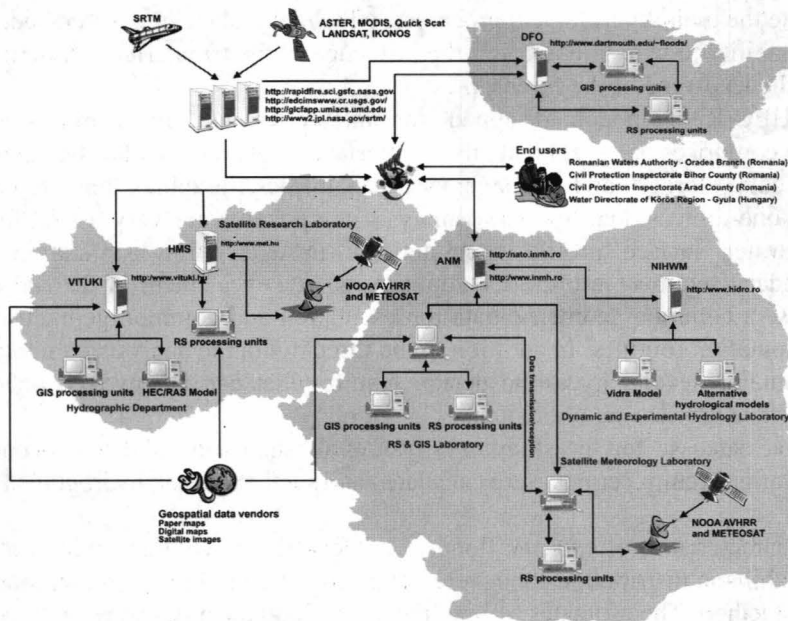 SRTM
ASTER, MODIS, Quick Scat
LANDSAT, IKONOS
http://rapidfire.sci.gsfc.nasa.gov
http://edcimswww.cr.usgs.gov/
http://glcfapp.umiacs.umd.edu
http://www2.jpl.nasa.gov/srtm/
DFO
http://www.dartmouth.edu/~floods/
GIS processing units
RS processing units
End users
Romanian Waters Authority - Oradea Branch (Romania)
Civil Protection Inspectorate Bihor County (Romania)
Civil Protection Inspectorate Arad County (Romania)
Water Directorate of Körös Region - Gyula (Hungary)
Satellite Research Laboratory
HMS
http://www.met.hu
VITUKI
http://www.vituki.hu
NOOA AVHRR
and METEOSAT
RS processing units
GIS processing units
HEC/RAS Model
Hydrographic Department
ANM
http://nato.inmh.ro
http://www.inmh.ro
NIHWM
http://www.hidro.ro
Vidra Model
Alternative
hydrological models
Dynamic and Experimental Hydrology Laboratory
GIS processing units
RS processing units
RS & GIS Laboratory
Data transmission/reception
Geospatial data vendors
Paper maps
Digital maps
Satellite images
Satellite Meteorology Laboratory
NOOA AVHRR
and METEOSAT
RS processing units